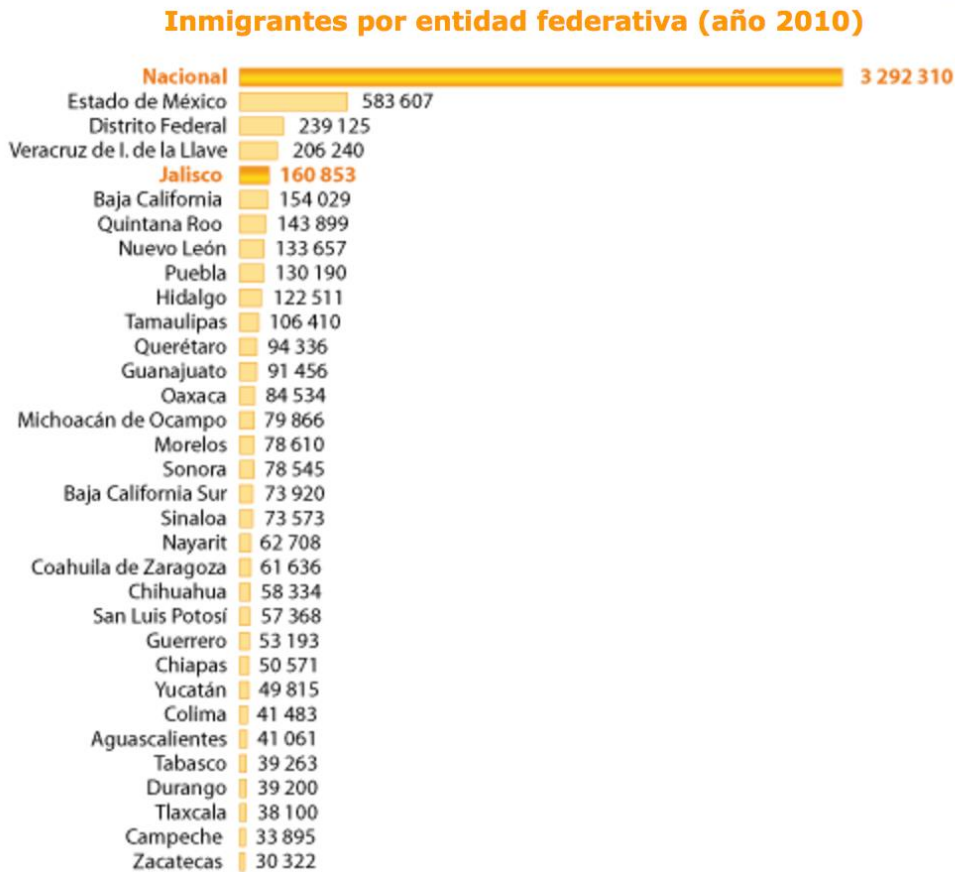 Inmigrantes por entidad federativa (año 2010)
Nacional 3 292 310
Estado de México 583 607
Distrito Federal 239 125
Veracruz de I. de la Llave 206 240
Jalisco 160 853
Baja California 154 029
Quintana Roo 143 899
Nuevo León 133 657
Puebla 130 190
Hidalgo 122 511
Tamaulipas 106 410
Querétaro 94 336
Guanajuato 91 456
Oaxaca 84 534
Michoacán de Ocampo 79 866
Morelos 78 610
Sonora 78 545
Baja California Sur 73 920
Sinaloa 73 573
Nayarit 62 708
Coahuila de Zaragoza 61 636
Chihuahua 58 334
San Luis Potosí 57 368
Guerrero 53 193
Chiapas 50 571
Yucatán 49 815
Colima 41 483
Aguascalientes 41 061
Tabasco 39 263
Durango 39 200
Tlaxcala 38 100
Campeche 33 895
Zacatecas 30 322